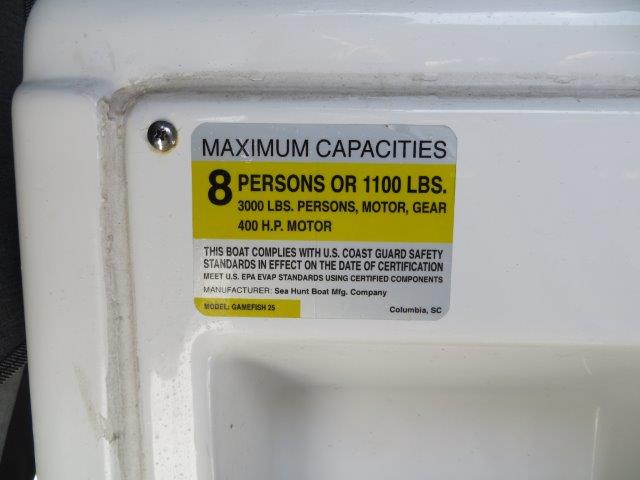 MAXIMUM CAPACITIES
8 PERSONS OR 1100 LBS.
3000 LBS. PERSONS, MOTOR, GEAR
400 H.P. MOTOR
THIS BOAT COMPLIES WITH U.S. COAST GUARD SAFETY
STANDARDS IN EFFECT ON THE DATE OF CERTIFICATION
MEET U.S. EPA EVAP STANDARDS USING CERTIFIED COMPONENTS
MANUFACTURER: Sea Hunt Boat Mfg. Company
MODEL: GAMEFISH 25 Columbia, SC